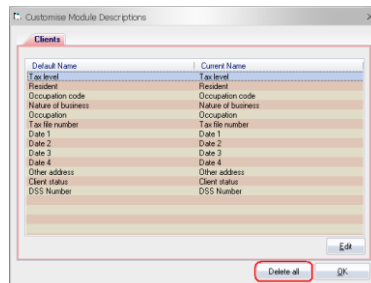 Customise Module Descriptions
Clients
Default Name Current Name
Tax level Tax level
Resident Resident
Occupation code Occupation code
Nature of business Nature of business
Occupation Occupation
Tax file number Tax file number
Date 1 Date 1
Date 2 Date 2
Date 3 Date 3
Date 4 Date 4
Other address Other address
Client status Client status
DSS Number DSS Number
Edit
Delete all OK